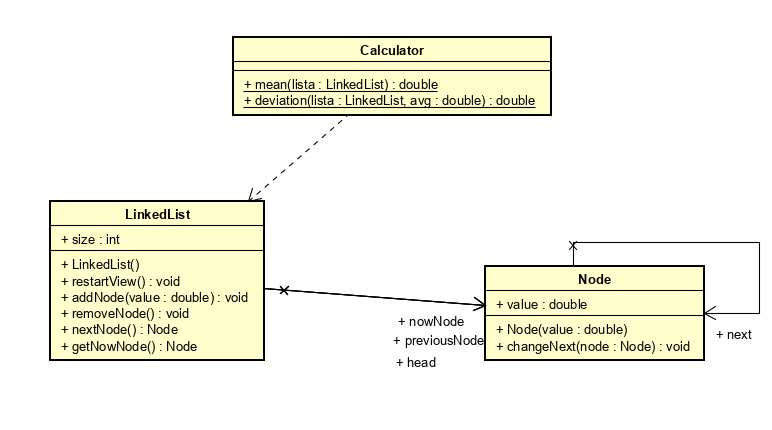 Calculator
+ mean(lista : LinkedList) : double
+ deviation(lista : LinkedList, avg : double) : double
LinkedList
+ size : int
+ LinkedList()
+ restartView() : void
+ addNode(value : double) : void
+ removeNode() : void
+ nextNode() : Node
+ getNowNode() : Node
+ nowNode
+ previousNode
+ head
Node
+ value : double
+ Node(value : double)
+ changeNext(node : Node) : void
+ next